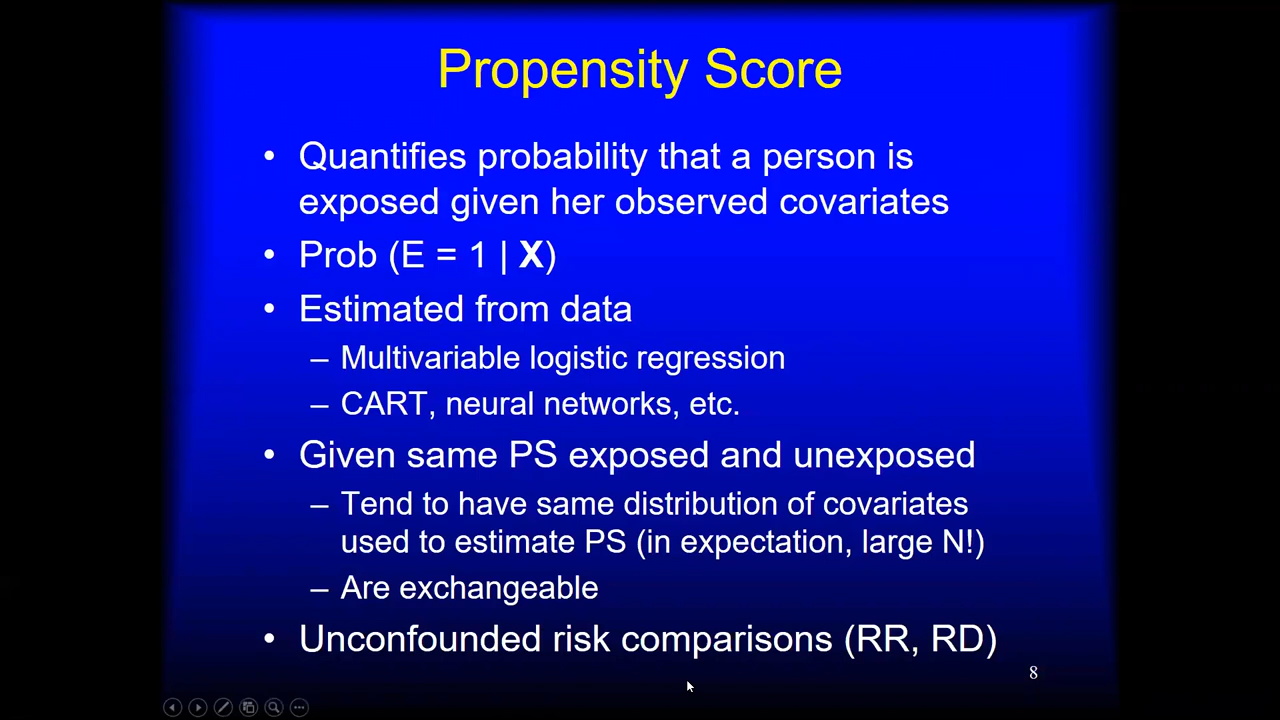 Propensity Score
• Quantifies probability that a person is
exposed given her observed covariates
• Prob (E = 1 | X)
• Estimated from data
– Multivariable logistic regression
– CART, neural networks, etc.
• Given same PS exposed and unexposed
– Tend to have same distribution of covariates
used to estimate PS (in expectation, large N!)
– Are exchangeable
• Unconfounded risk comparisons (RR, RD)
8